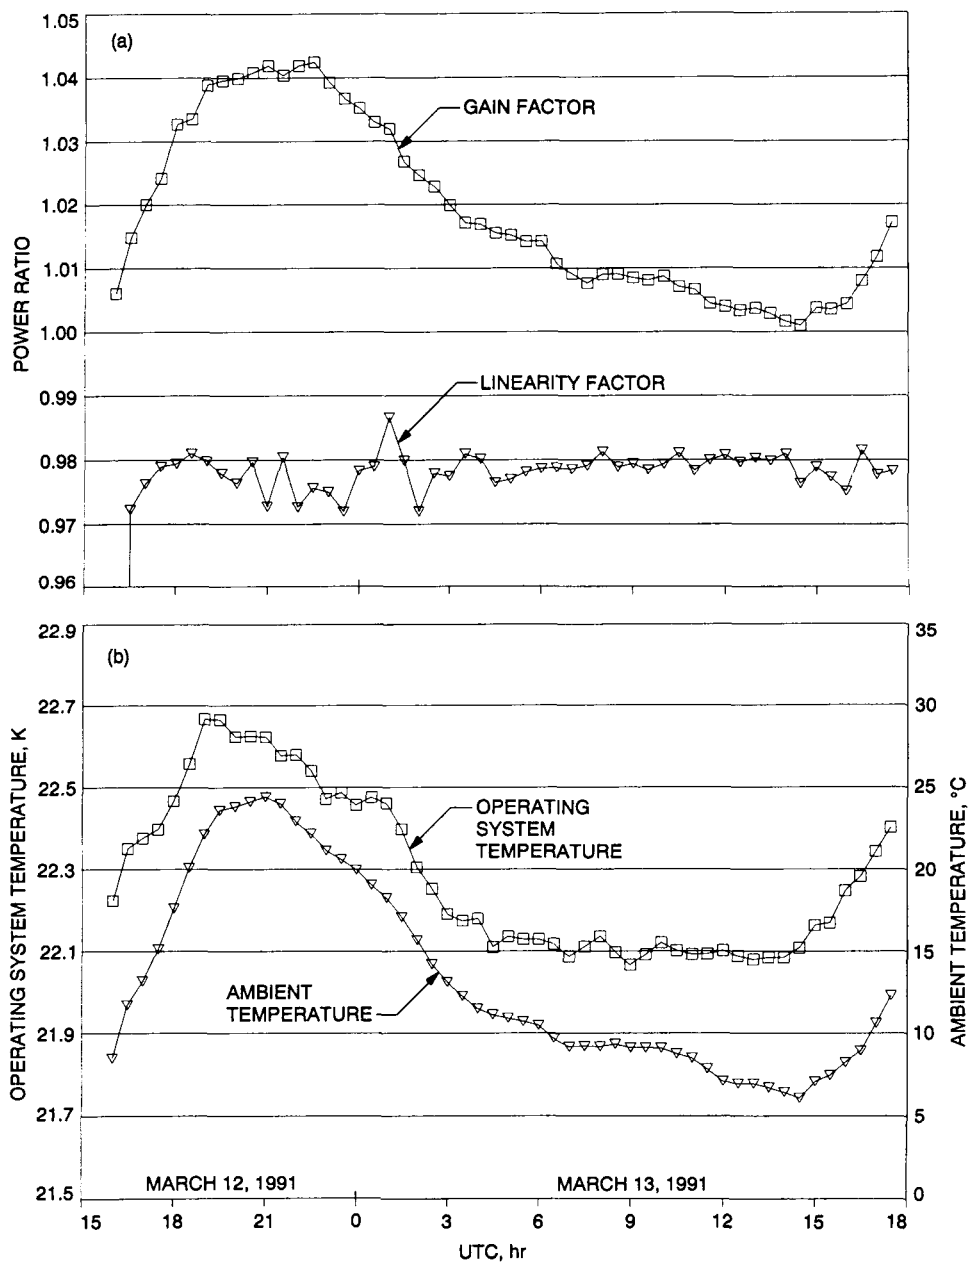 1.05
(a)
1.04
GAIN FACTOR
1.03
1.02
1.01
1.00
POWER RATIO
0.99
LINEARITY FACTOR
0.98
0.97
0.96
22.9
35
(b)
22.7
30
22.5
25
OPERATING
SYSTEM
TEMPERATURE
22.3
20
22.1
15
AMBIENT
TEMPERATURE
21.9
10
21.7
5
OPERATING SYSTEM TEMPERATURE, K
AMBIENT TEMPERATURE, °C
MARCH 12, 1991
MARCH 13, 1991
21.5
0
15 18 21 0 3 6 9 12 15 18
UTC, hr